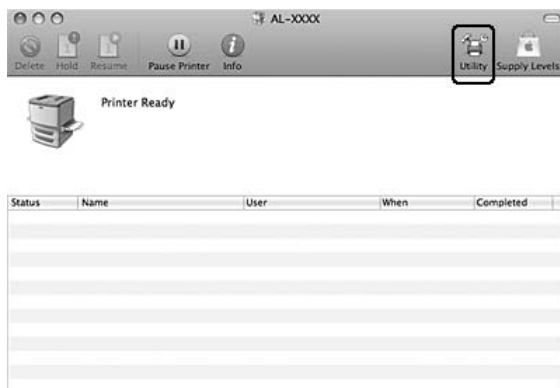 AL-XXXX
Delete Hold Resume Pause Printer Info Utility Supply Levels
Printer Ready
Status Name User When Completed